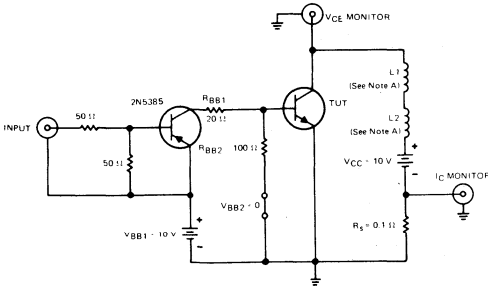 VCE MONITOR
L1
(See Note A)
2N5385
RBB1
20 Ω
TUT
L2
(See Note A)
50 Ω
INPUT
RBB2
100 Ω
50 Ω
+
VCC = 10 V
-
IC MONITOR
VBB2 = 0
+
VBB1 = 10 V
-
RS = 0.1 Ω